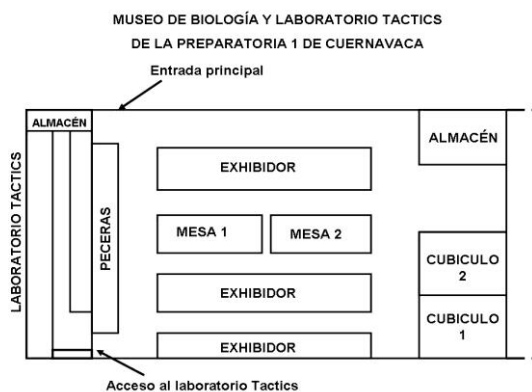 MUSEO DE BIOLOGÍA Y LABORATORIO TACTICS
DE LA PREPARATORIA 1 DE CUERNAVACA
Entrada principal
ALMACÉN
ALMACÉN
LABORATORIO TACTICS
PECERAS
EXHIBIDOR
MESA 1
MESA 2
EXHIBIDOR
EXHIBIDOR
CUBICULO
2
CUBICULO
1
Acceso al laboratorio Tactics